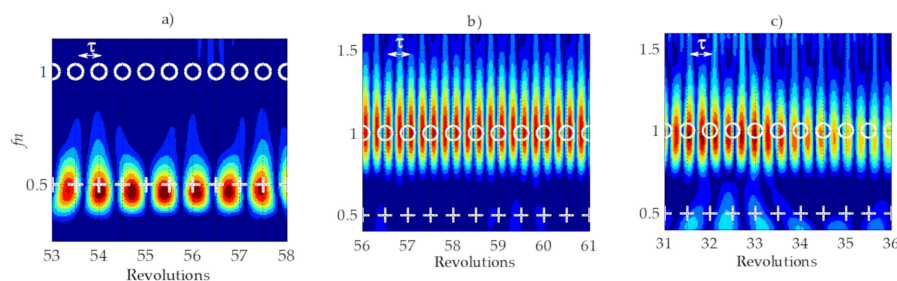 a)
τ
1
fn
0.5
53 54 55 56 57 58
Revolutions
b)
1.5
τ
1
0.5
56 57 58 59 60 61
Revolutions
c)
1.5
τ
1
0.5
31 32 33 34 35 36
Revolutions